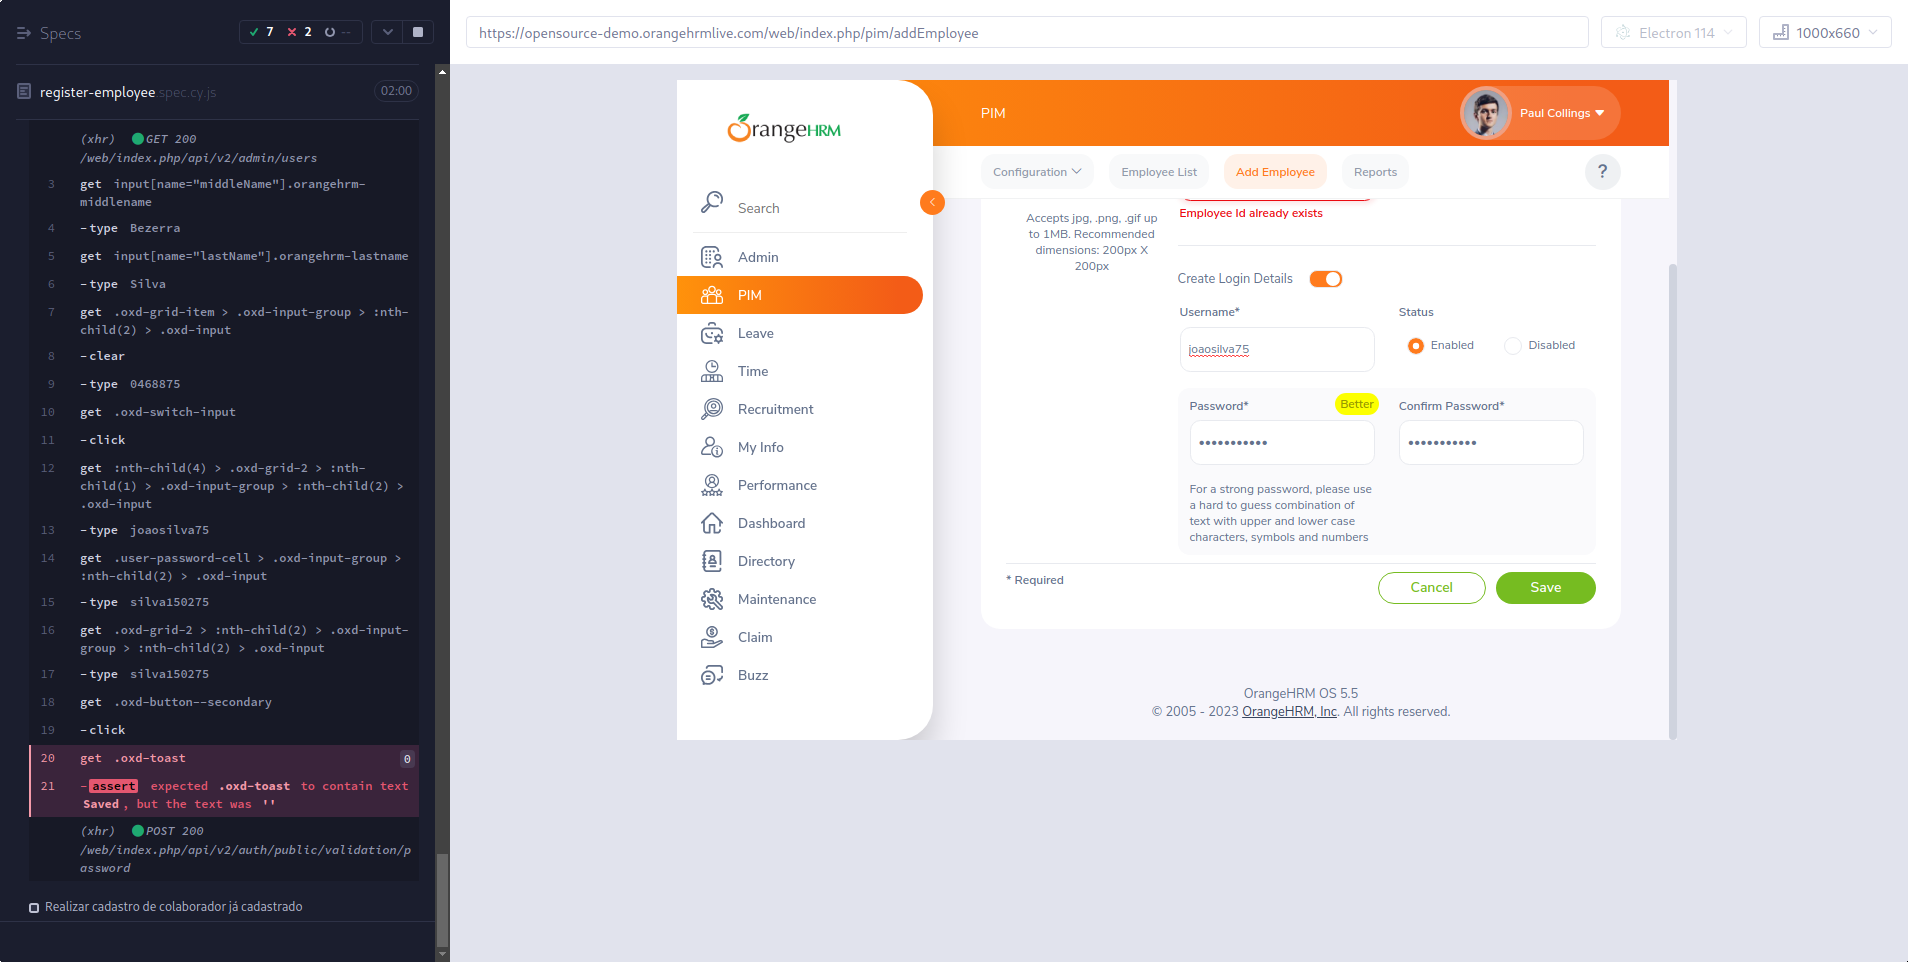 Specs
7 2 --
register-employee.spec.cy.js 02:00
(xhr) GET 200
/web/index.php/api/v2/admin/users
3 get input[name="middleName"].orangehrm-
middlename
4 -type Bezerra
5 get input[name="lastName"].orangehrm-lastname
6 -type Silva
7 get .oxd-grid-item > .oxd-input-group > :nth-
child(2) > .oxd-input
8 -clear
9 -type 0468875
10 get .oxd-switch-input
11 -click
12 get :nth-child(4) > .oxd-grid-2 > :nth-
child(1) > .oxd-input-group > :nth-child(2) >
.oxd-input
13 -type joaosilva75
14 get .user-password-cell > .oxd-input-group >
:nth-child(2) > .oxd-input
15 -type silva150275
16 get .oxd-grid-2 > :nth-child(2) > .oxd-input-
group > :nth-child(2) > .oxd-input
17 -type silva150275
18 get .oxd-button--secondary
19 -click
20 get .oxd-toast 0
21 -assert expected .oxd-toast to contain text
Saved, but the text was ''
(xhr) POST 200
/web/index.php/api/v2/auth/public/validation/p
assword
Realizar cadastro de colaborador já cadastrado
https://opensource-demo.orangehrmlive.com/web/index.php/pim/addEmployee
Electron 114
1000x660
OrangeHRM
Search
Admin
PIM
Leave
Time
Recruitment
My Info
Performance
Dashboard
Directory
Maintenance
Claim
Buzz
PIM
Paul Collings
Configuration
Employee List
Add Employee
Reports
?
Accepts jpg, .png, .gif up
to 1MB. Recommended
dimensions: 200px X
200px
Employee Id already exists
Create Login Details
Username*
joaosilva75
Status
Enabled Disabled
Password*
Better
•••••••••••
Confirm Password*
•••••••••••
For a strong password, please use
a hard to guess combination of
text with upper and lower case
characters, symbols and numbers
* Required
Cancel
Save
OrangeHRM OS 5.5
© 2005 - 2023 OrangeHRM, Inc. All rights reserved.